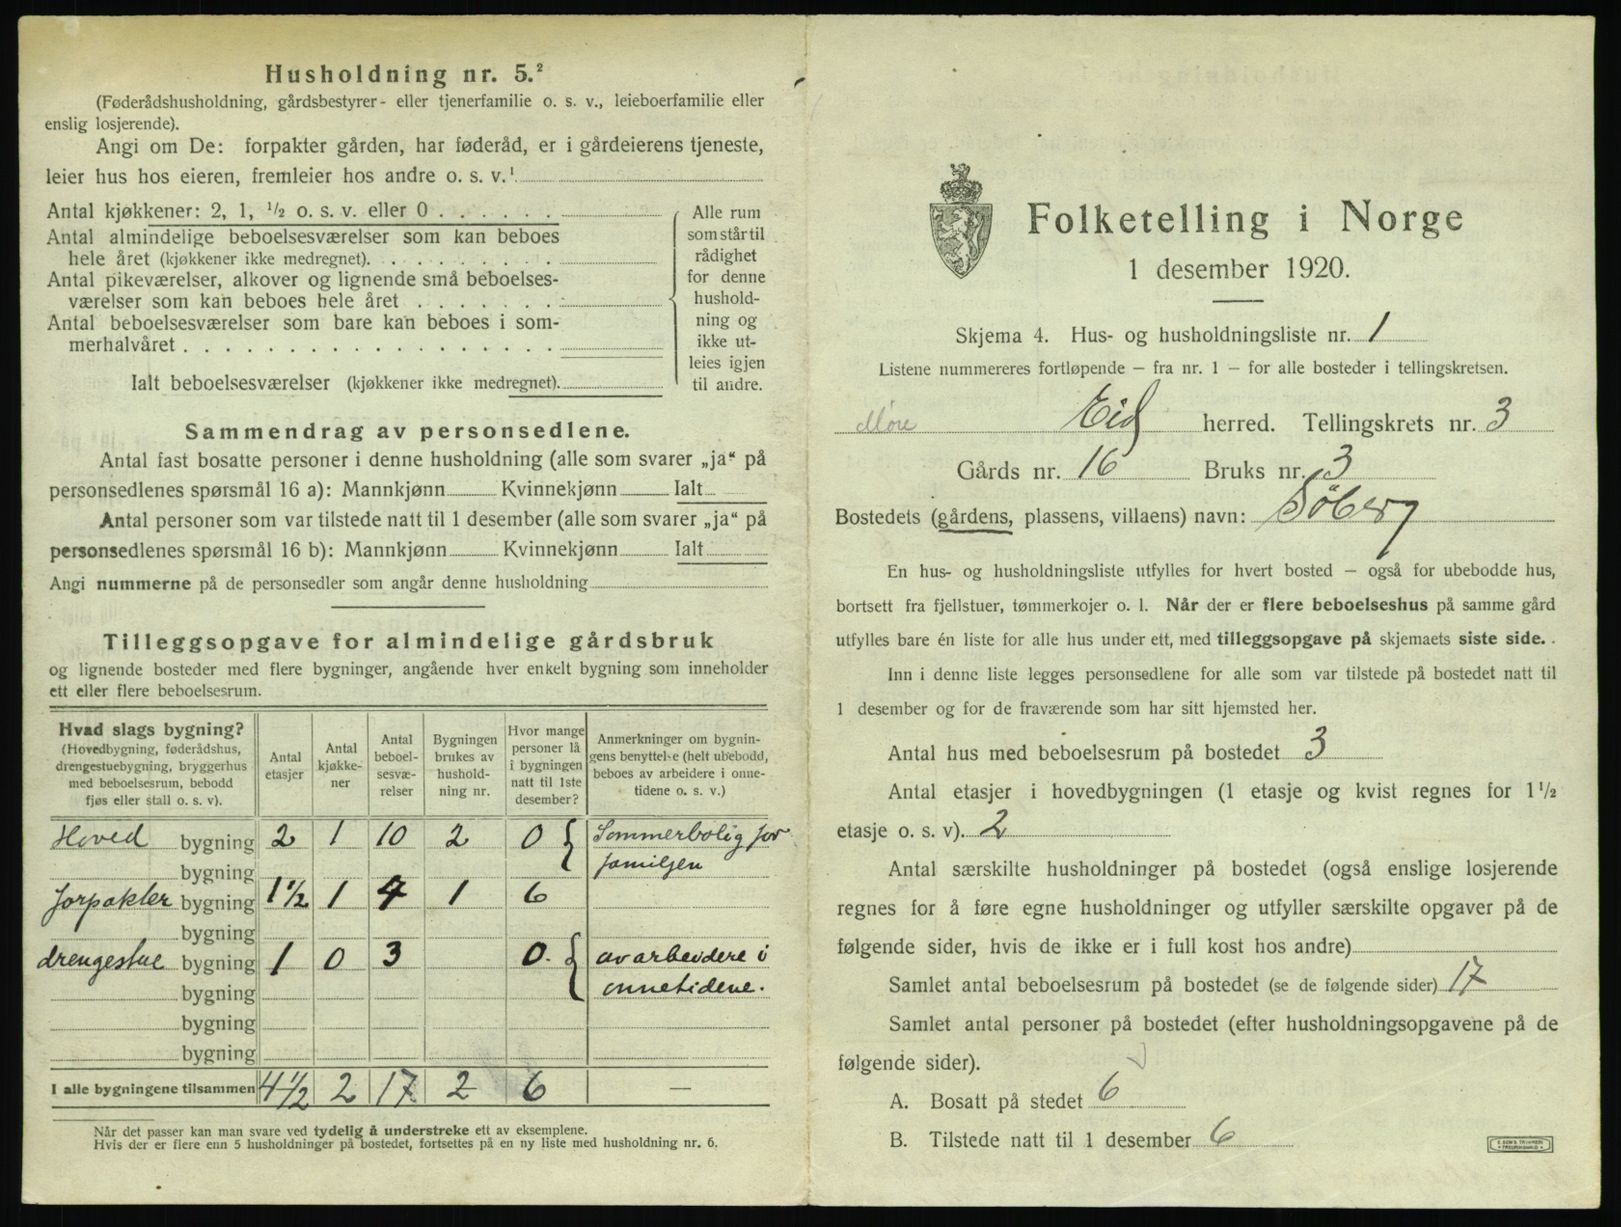 Husholdning nr. 5.²
(Føderådshusholdning, gårdsbestyrer- eller tjenerfamilie o. s. v., leieboerfamilie eller
enslig losjerende).
Angi om De: forpakter gården, har føderåd, er i gårdeierens tjeneste,
leier hus hos eieren, fremleier hos andre o. s. v.¹
Antal kjøkkener: 2, 1, ½ o. s. v. eller 0 . . . . . .
Antal almindelige beboelsesværelser som kan beboes
hele året (kjøkkener ikke medregnet). . . . . . . . .
Antal pikeværelser, alkover og lignende små beboelses-
værelser som kan beboes hele året . . . . . . .
Antal beboelsesværelser som bare kan beboes i som-
merhalvåret . . . . . . . . . . . . . . . . . .
Ialt beboelsesværelser (kjøkkener ikke medregnet).
Alle rum
som står til
rådighet
for denne
hushold-
ning og
ikke ut-
leies igjen
til andre.
Sammendrag av personsedlene.
Antal fast bosatte personer i denne husholdning (alle som svarer „ja“ på
personsedlenes spørsmål 16 a): Mannkjønn Kvinnekjønn Ialt
Antal personer som var tilstede natt til 1 desember (alle som svarer „ja“ på
personsedlenes spørsmål 16 b): Mannkjønn Kvinnekjønn Ialt
Angi nummerne på de personsedler som angår denne husholdning
Tilleggsopgave for almindelige gårdsbruk
og lignende bosteder med flere bygninger, angående hver enkelt bygning som inneholder
ett eller flere beboelsesrum.
Hvad slags bygning?
(Hovedbygning, føderådshus,
drengestuebygning, bryggerhus
med beboelsesrum, bebodd
fjøs eller stall o. s. v).
Antal
etasjer
Antal
kjøkke-
ner
Antal
beboel-
sesvæ-
relser
Bygningen
brukes av
hushold-
ning nr.
Hvor mange
personer lå
i bygningen
natt til 1ste
desember?
Anmerkninger om bygnin-
gens benyttelse (helt ubebodd,
beboes av arbeidere i onne-
tidene o. s. v.)
Hoved bygning 2 1 10 2 0 { Sommerbolig for
bygning familjen
forpakter bygning 1½ 1 4 1 6
bygning
drengestue bygning 1 0 3 0. { av arbeidere i
bygning onnetidene.
bygning
bygning
I alle bygningene tilsammen 4½ 2 17 2 6 —
Når det passer kan man svare ved tydelig å understreke ett av eksemplene.
Hvis der er flere enn 5 husholdninger på bostedet, fortsettes på en ny liste med husholdning nr. 6.
Folketelling i Norge
1 desember 1920.
Skjema 4. Hus- og husholdningsliste nr. 1
Listene nummereres fortløpende — fra nr. 1 — for alle bosteder i tellingskretsen.
Møre Eid herred. Tellingskrets nr. 3
Gårds nr. 16 Bruks nr. 3
Bostedets (gårdens, plassens, villaens) navn: Söberg
En hus- og husholdningsliste utfylles for hvert bosted — også for ubebodde hus,
bortsett fra fjellstuer, tømmerkojer o. l. Når der er flere beboelseshus på samme gård
utfylles bare én liste for alle hus under ett, med tilleggsopgave på skjemaets siste side.
Inn i denne liste legges personsedlene for alle som var tilstede på bostedet natt til
1 desember og for de fraværende som har sitt hjemsted her.
Antal hus med beboelsesrum på bostedet 3
Antal etasjer i hovedbygningen (1 etasje og kvist regnes for 1½
etasje o. s. v). 2
Antal særskilte husholdninger på bostedet (også enslige losjerende
regnes for å føre egne husholdninger og utfyller særskilte opgaver på de
følgende sider, hvis de ikke er i full kost hos andre)
Samlet antal beboelsesrum på bostedet (se de følgende sider) 17
Samlet antal personer på bostedet (efter husholdningsopgavene på de
følgende sider).
A. Bosatt på stedet 6
B. Tilstede natt til 1 desember 6